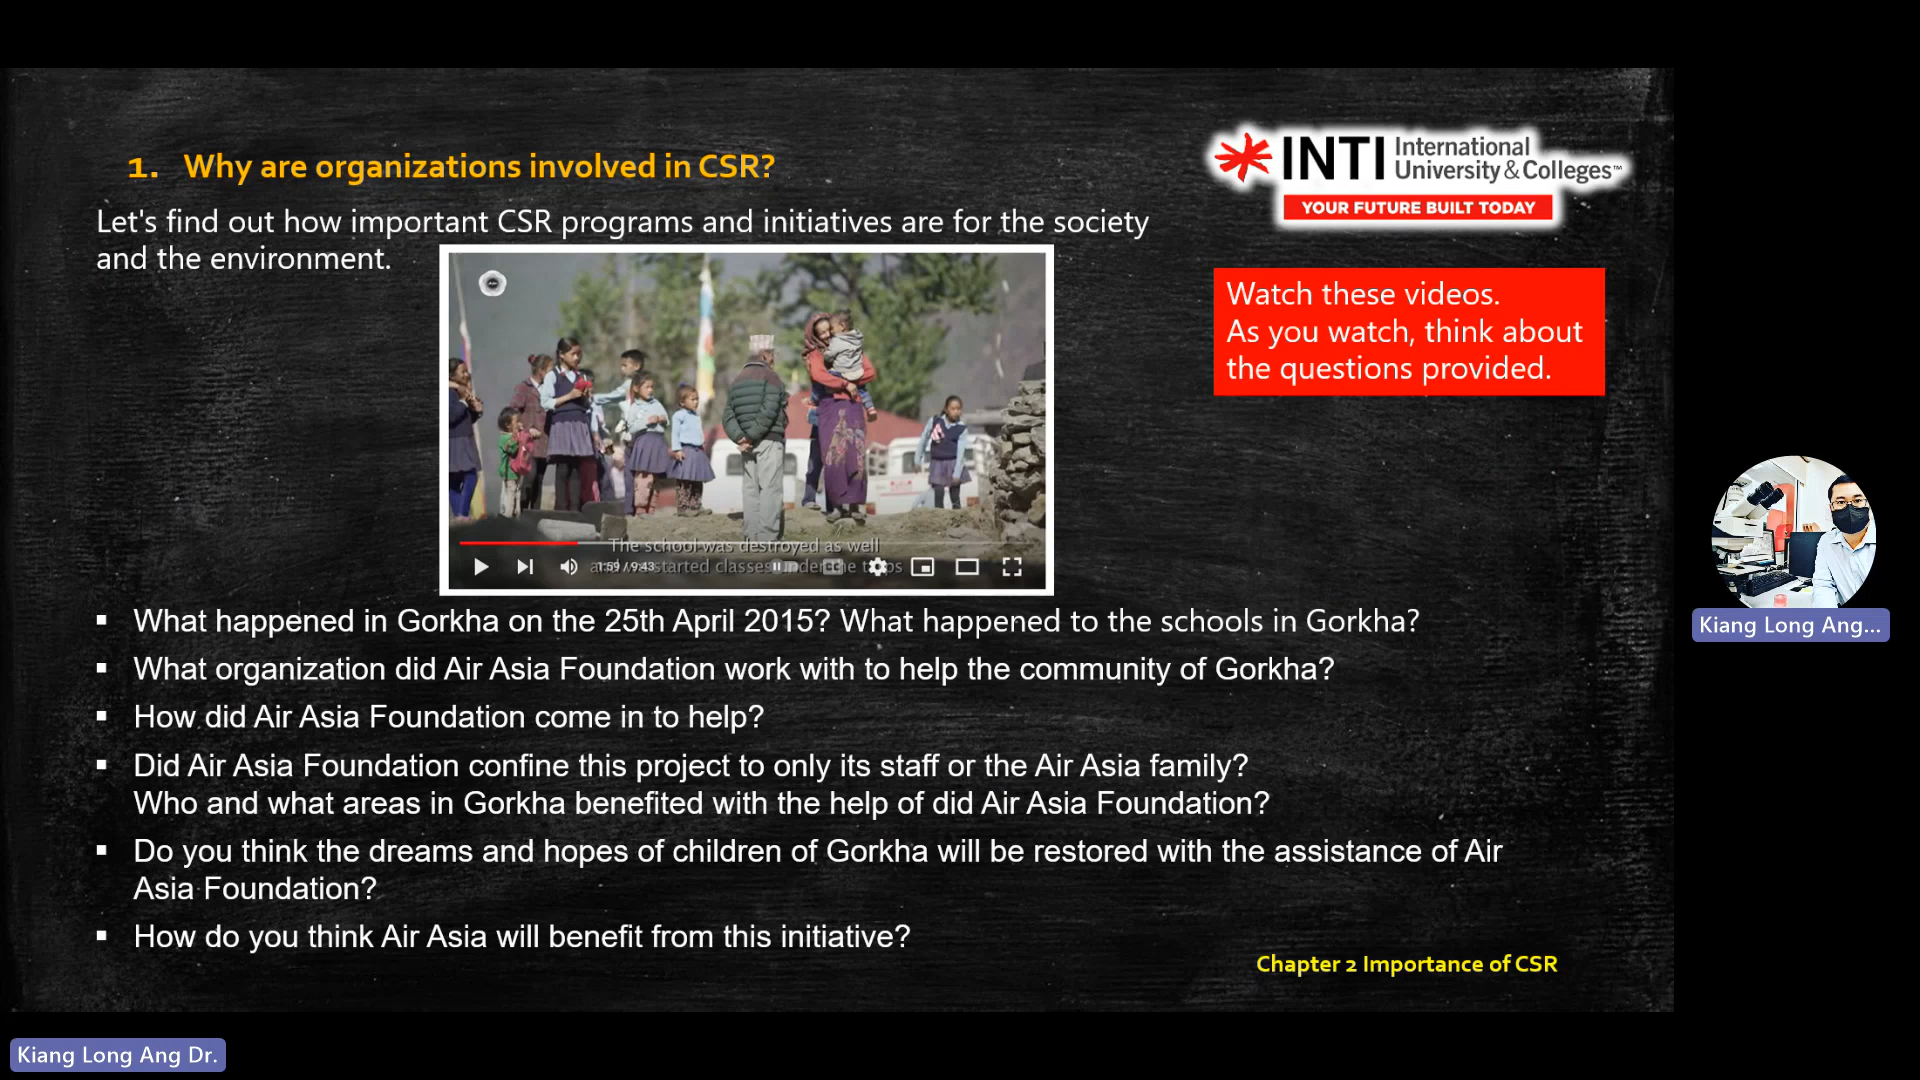 1. Why are organizations involved in CSR?
Let's find out how important CSR programs and initiatives are for the society
and the environment.
INTI International
University & Colleges™
YOUR FUTURE BUILT TODAY
Watch these videos.
As you watch, think about
the questions provided.
The school was destroyed as well
started classes under the
1:59 / 9:43
▪ What happened in Gorkha on the 25th April 2015? What happened to the schools in Gorkha?
▪ What organization did Air Asia Foundation work with to help the community of Gorkha?
▪ How did Air Asia Foundation come in to help?
▪ Did Air Asia Foundation confine this project to only its staff or the Air Asia family?
Who and what areas in Gorkha benefited with the help of did Air Asia Foundation?
▪ Do you think the dreams and hopes of children of Gorkha will be restored with the assistance of Air
Asia Foundation?
▪ How do you think Air Asia will benefit from this initiative?
Chapter 2 Importance of CSR
Kiang Long Ang...
Kiang Long Ang Dr.